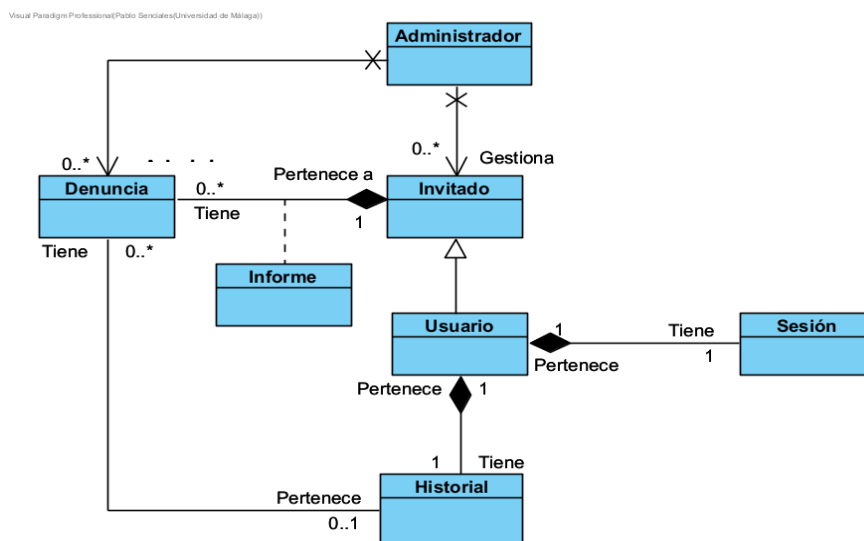 Visual Paradigm Professional(Pablo Senciales(Universidad de Málaga))
Administrador
0..*
Gestiona
0..*
Pertenece a
Denuncia
0..*
Invitado
Tiene
1
Tiene
0..*
Informe
Usuario
1
Tiene
Sesión
Pertenece
1
Pertenece
1
1
Tiene
Historial
Pertenece
0..1